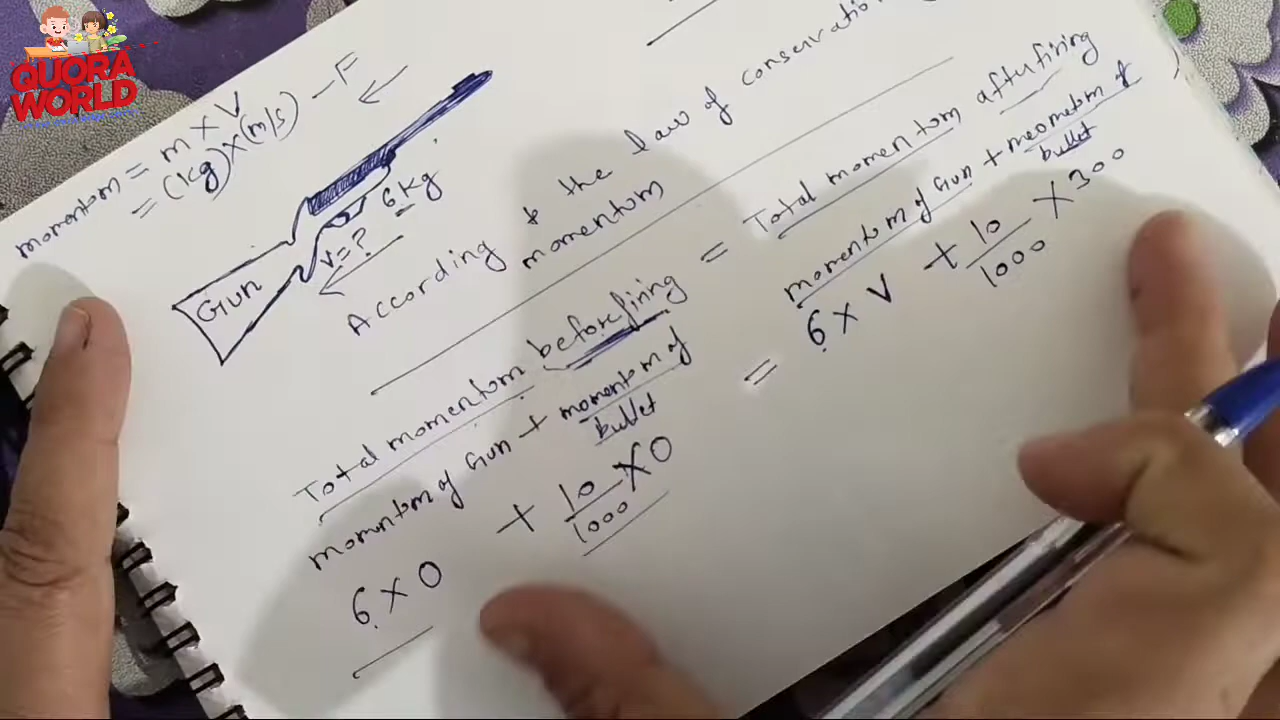 QUORA
WORLD
momentum = m × V
= (kg) × (m/s) – F
6 kg
V = ?
Gun
According to the law of conservation
momentum
Total momentum before firing = Total momentum after firing
momentum of Gun + momentum of bullet = momentum of Gun + meometm of bullet
6 × 0 + 10/1000 × 0 = 6 × V + 10/1000 × 300